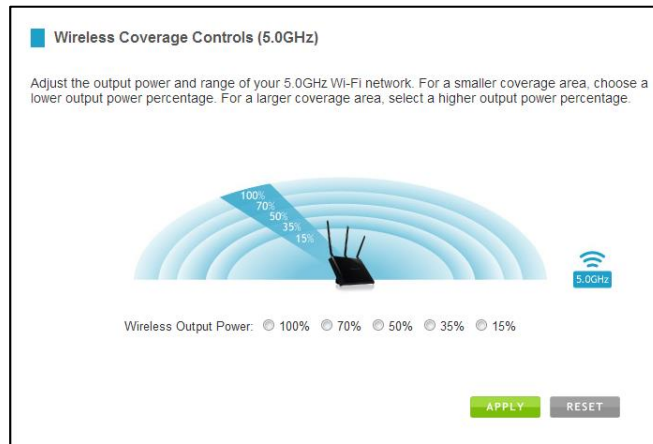 Wireless Coverage Controls (5.0GHz)
Adjust the output power and range of your 5.0GHz Wi-Fi network. For a smaller coverage area, choose a
lower output power percentage. For a larger coverage area, select a higher output power percentage.
100%
70%
50%
35%
15%
5.0GHz
Wireless Output Power: 100% 70% 50% 35% 15%
APPLY RESET